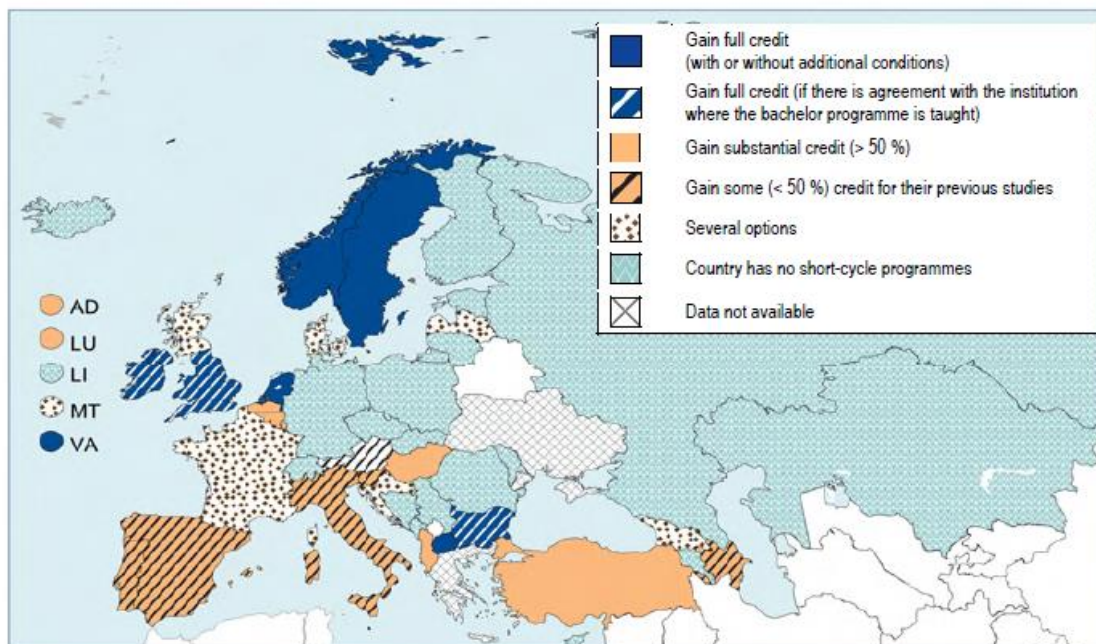 Gain full credit
(with or without additional conditions)
Gain full credit (if there is agreement with the institution
where the bachelor programme is taught)
Gain substantial credit (> 50 %)
Gain some (< 50 %) credit for their previous studies
Several options
Country has no short-cycle programmes
Data not available
AD
LU
LI
MT
VA